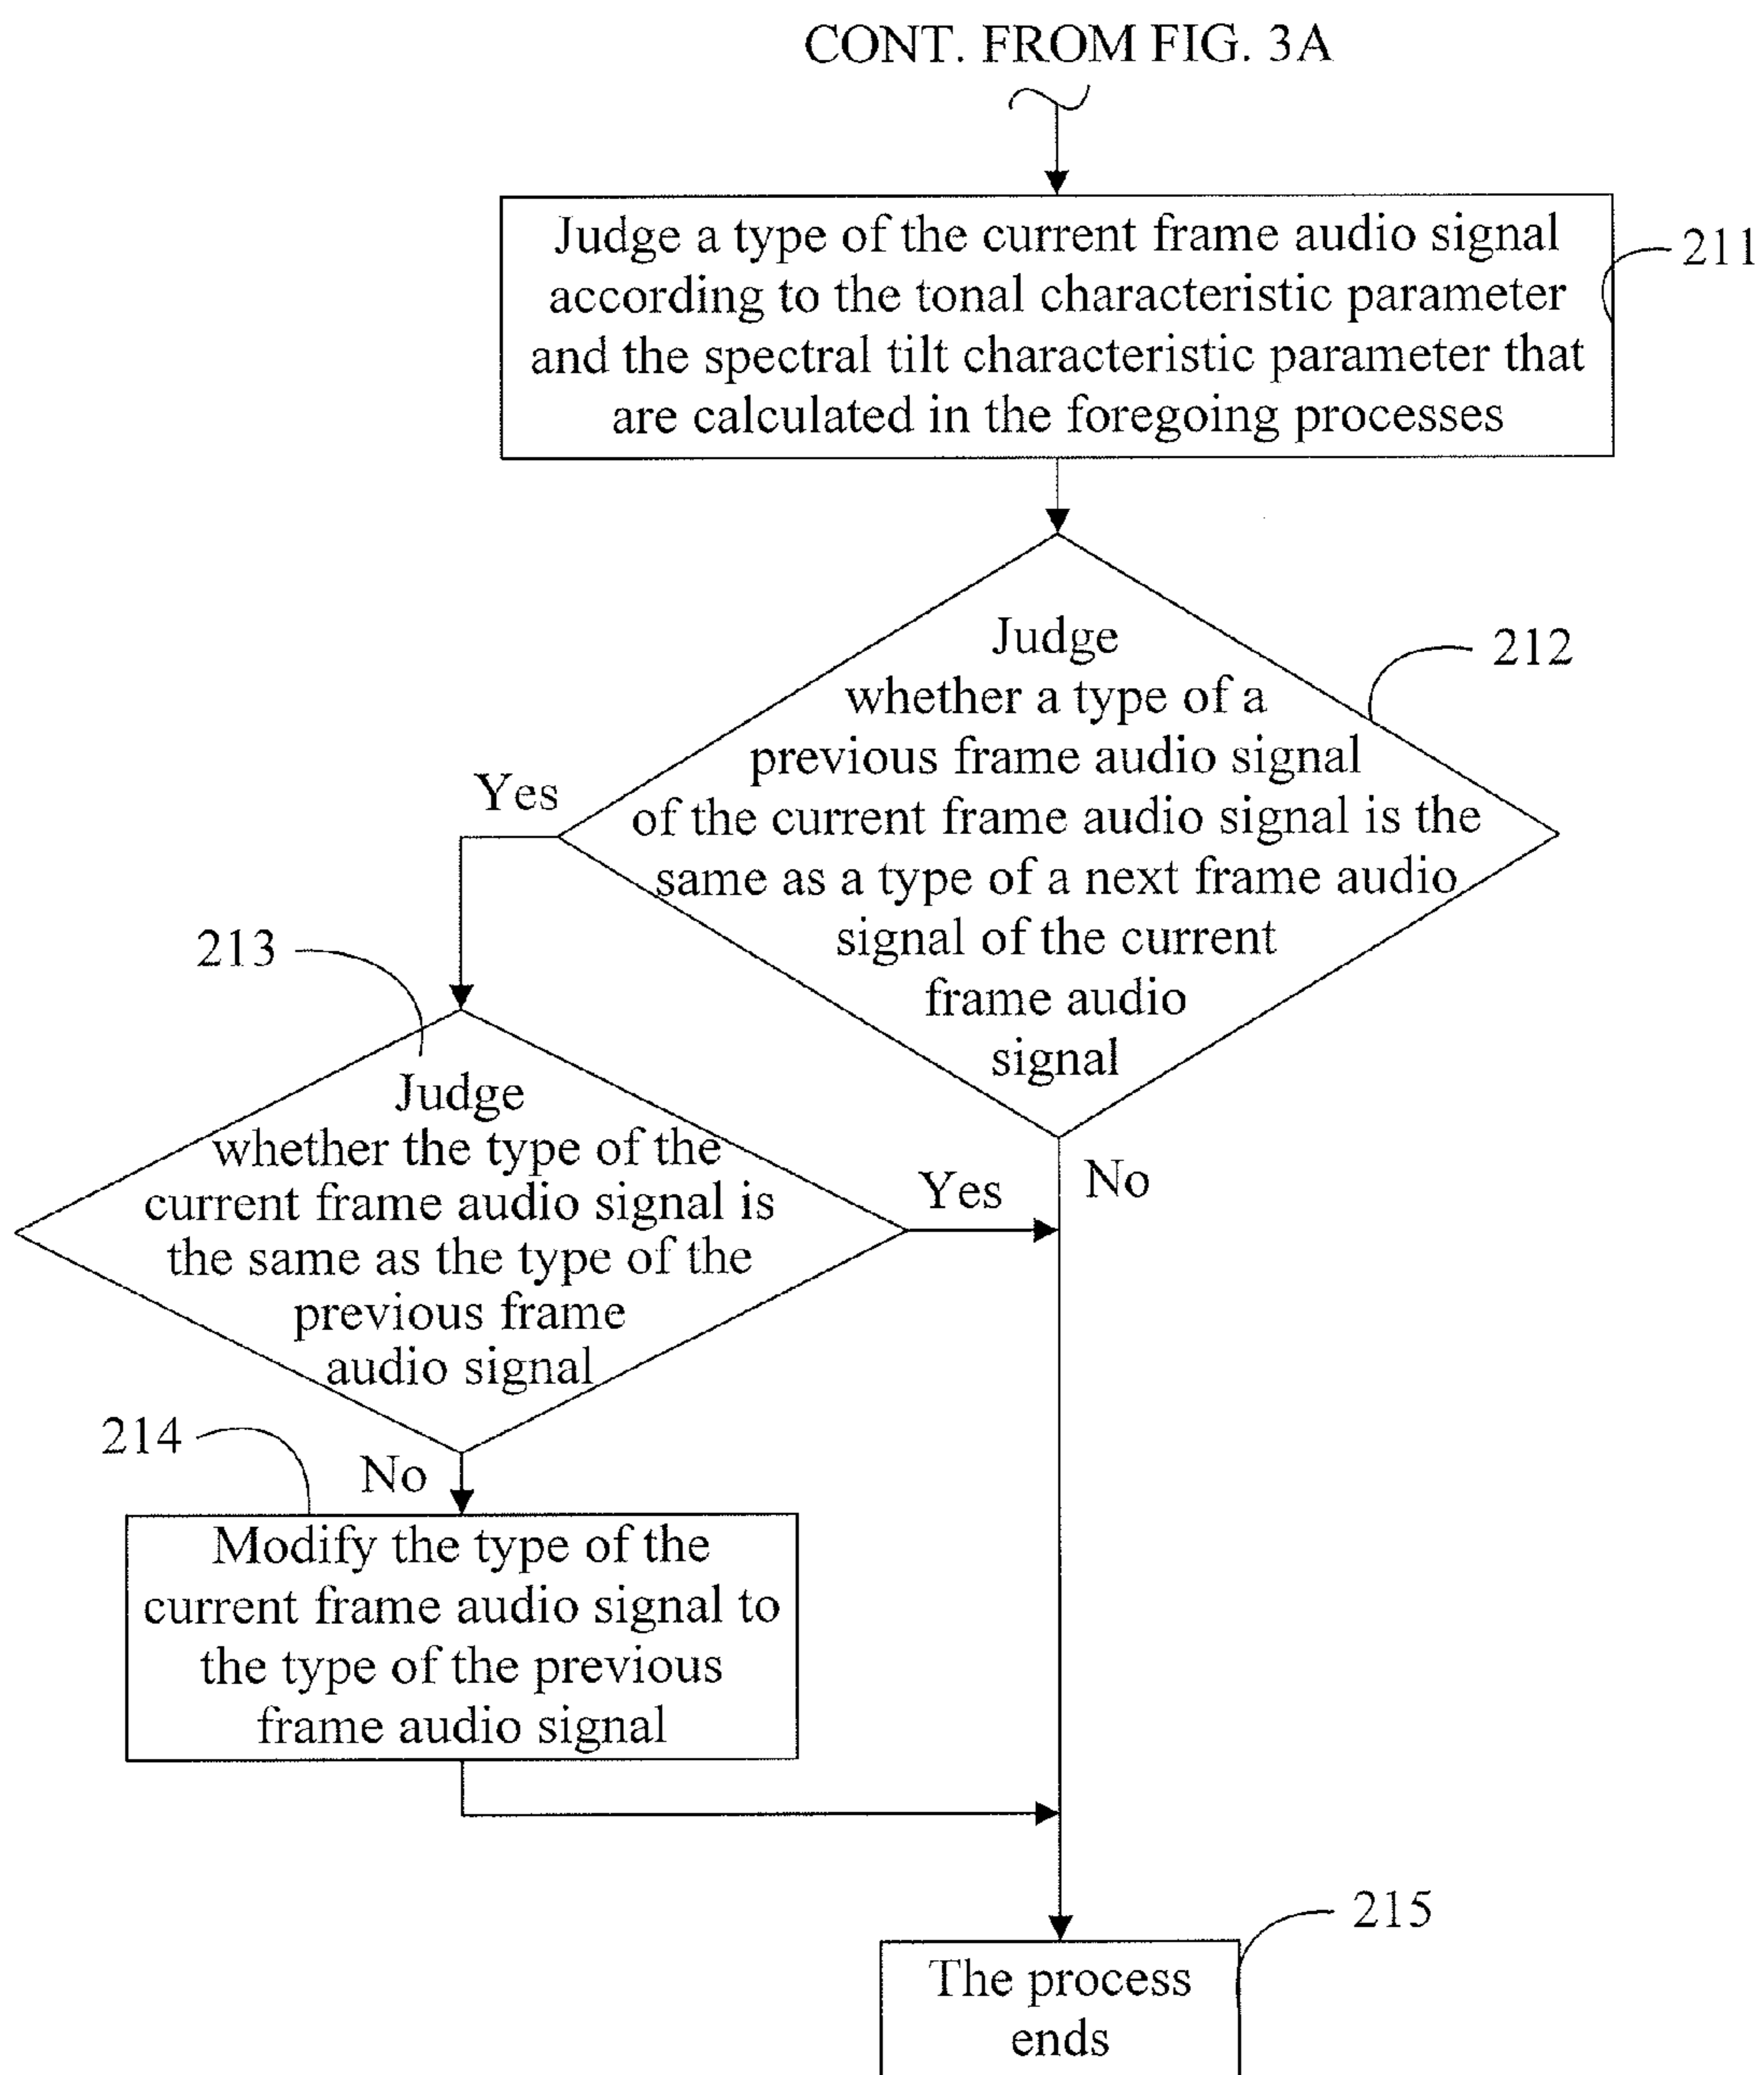 CONT. FROM FIG. 3A
Judge a type of the current frame audio signal
according to the tonal characteristic parameter
and the spectral tilt characteristic parameter that
are calculated in the foregoing processes
211
Judge
whether a type of a
previous frame audio signal
of the current frame audio signal is the
same as a type of a next frame audio
signal of the current
frame audio
signal
212
Yes
No
213
Judge
whether the type of the
current frame audio signal is
the same as the type of the
previous frame
audio signal
Yes
No
214
Modify the type of the
current frame audio signal to
the type of the previous
frame audio signal
215
The process
ends